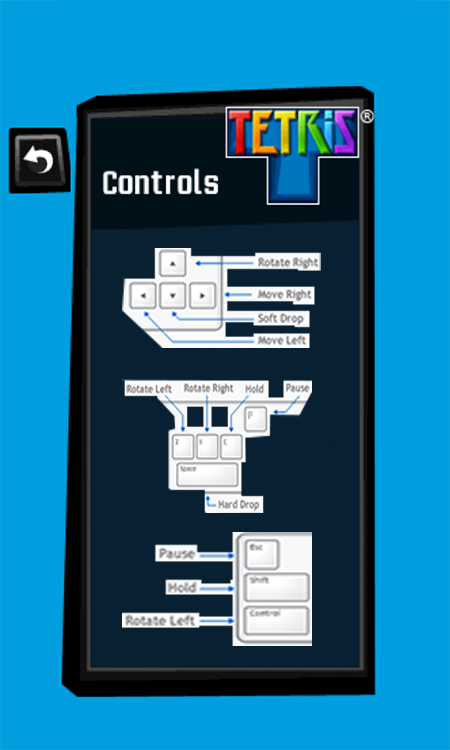 TETRIS®
Controls
Rotate Right
Move Right
Soft Drop
Move Left
Rotate Left Rotate Right Hold Pause
P
Z X C
Space
Hard Drop
Pause Esc
Hold Shift
Rotate Left Control